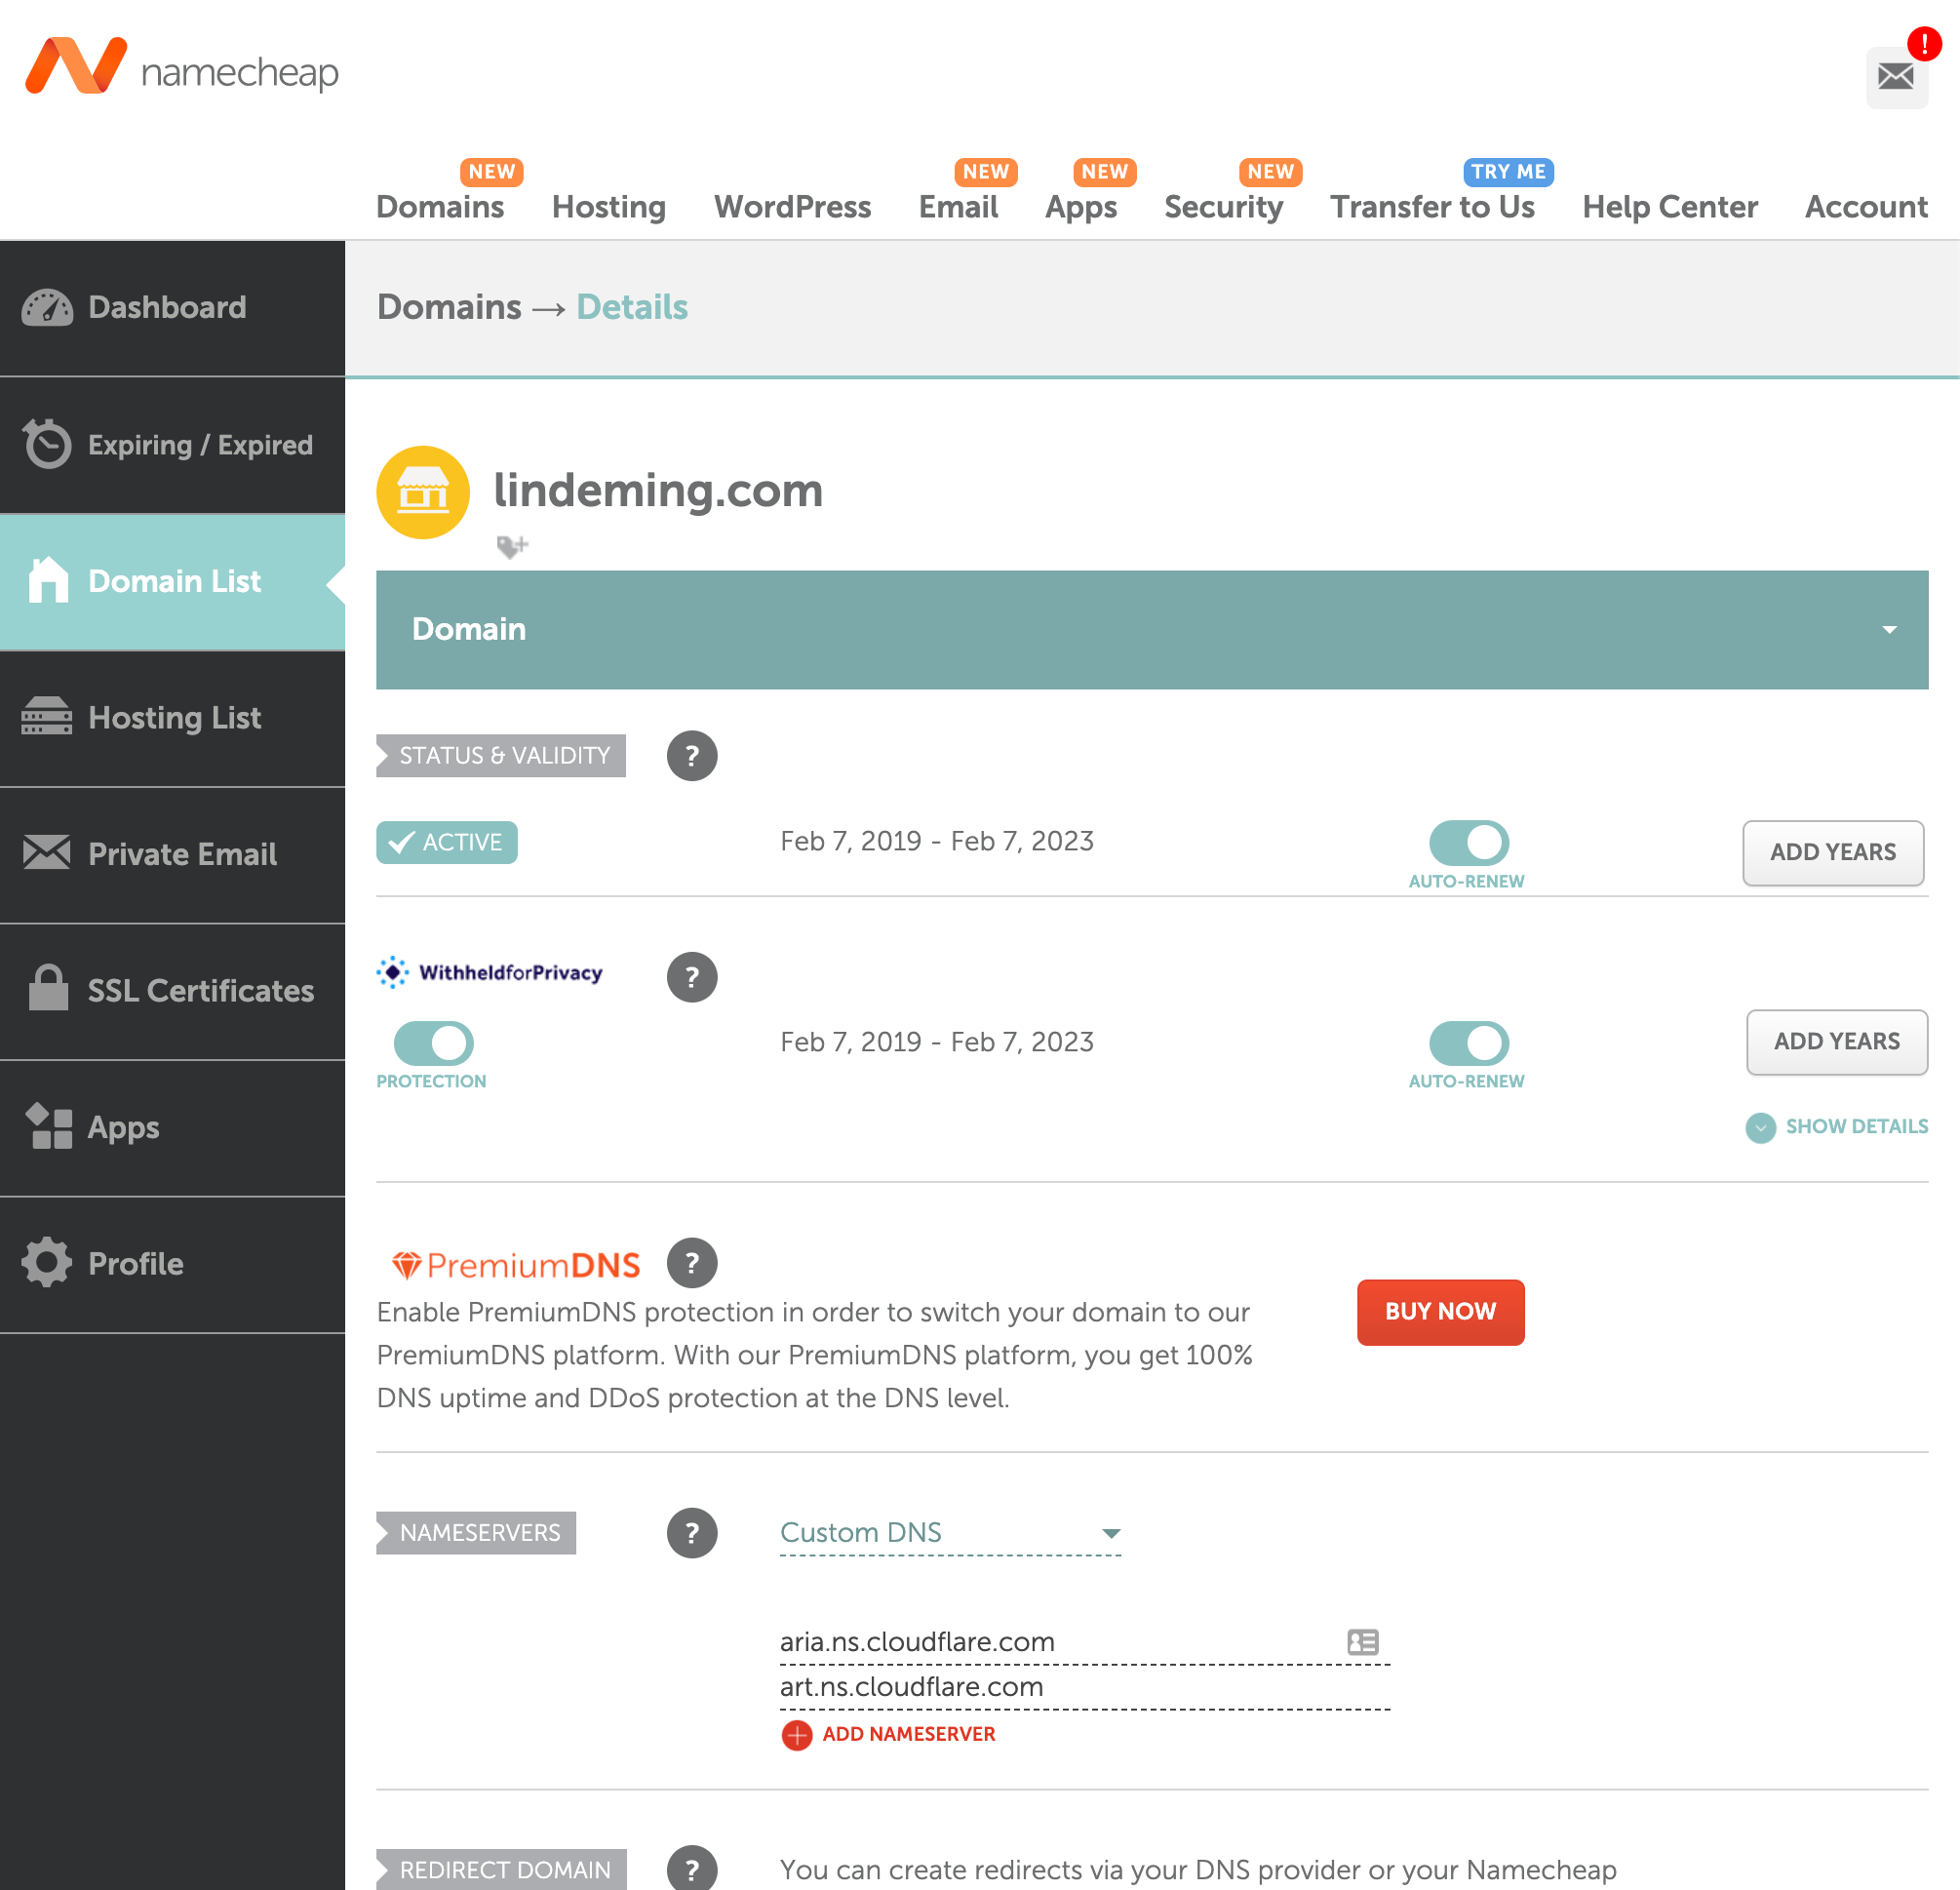 namecheap
!
NEW
NEW
NEW
NEW
TRY ME
Domains Hosting WordPress Email Apps Security Transfer to Us Help Center Account
Dashboard
Expiring / Expired
Domain List
Hosting List
Private Email
SSL Certificates
Apps
Profile
Domains → Details
lindeming.com
Domain
STATUS & VALIDITY ?
ACTIVE Feb 7, 2019 - Feb 7, 2023 AUTO-RENEW ADD YEARS
WithheldforPrivacy ?
PROTECTION Feb 7, 2019 - Feb 7, 2023 AUTO-RENEW ADD YEARS
SHOW DETAILS
PremiumDNS ?
Enable PremiumDNS protection in order to switch your domain to our
PremiumDNS platform. With our PremiumDNS platform, you get 100%
DNS uptime and DDoS protection at the DNS level.
BUY NOW
NAMESERVERS ? Custom DNS
aria.ns.cloudflare.com
art.ns.cloudflare.com
ADD NAMESERVER
REDIRECT DOMAIN ? You can create redirects via your DNS provider or your Namecheap